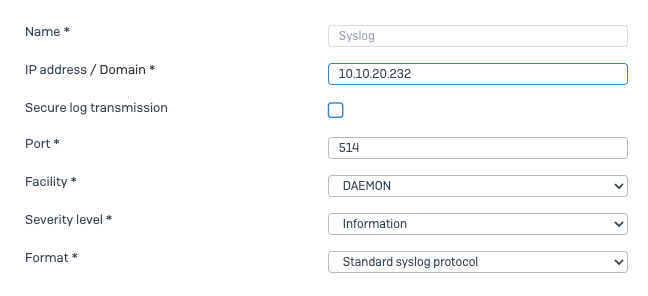 Name * Syslog
IP address / Domain * 10.10.20.232
Secure log transmission
Port * 514
Facility * DAEMON
Severity level * Information
Format * Standard syslog protocol